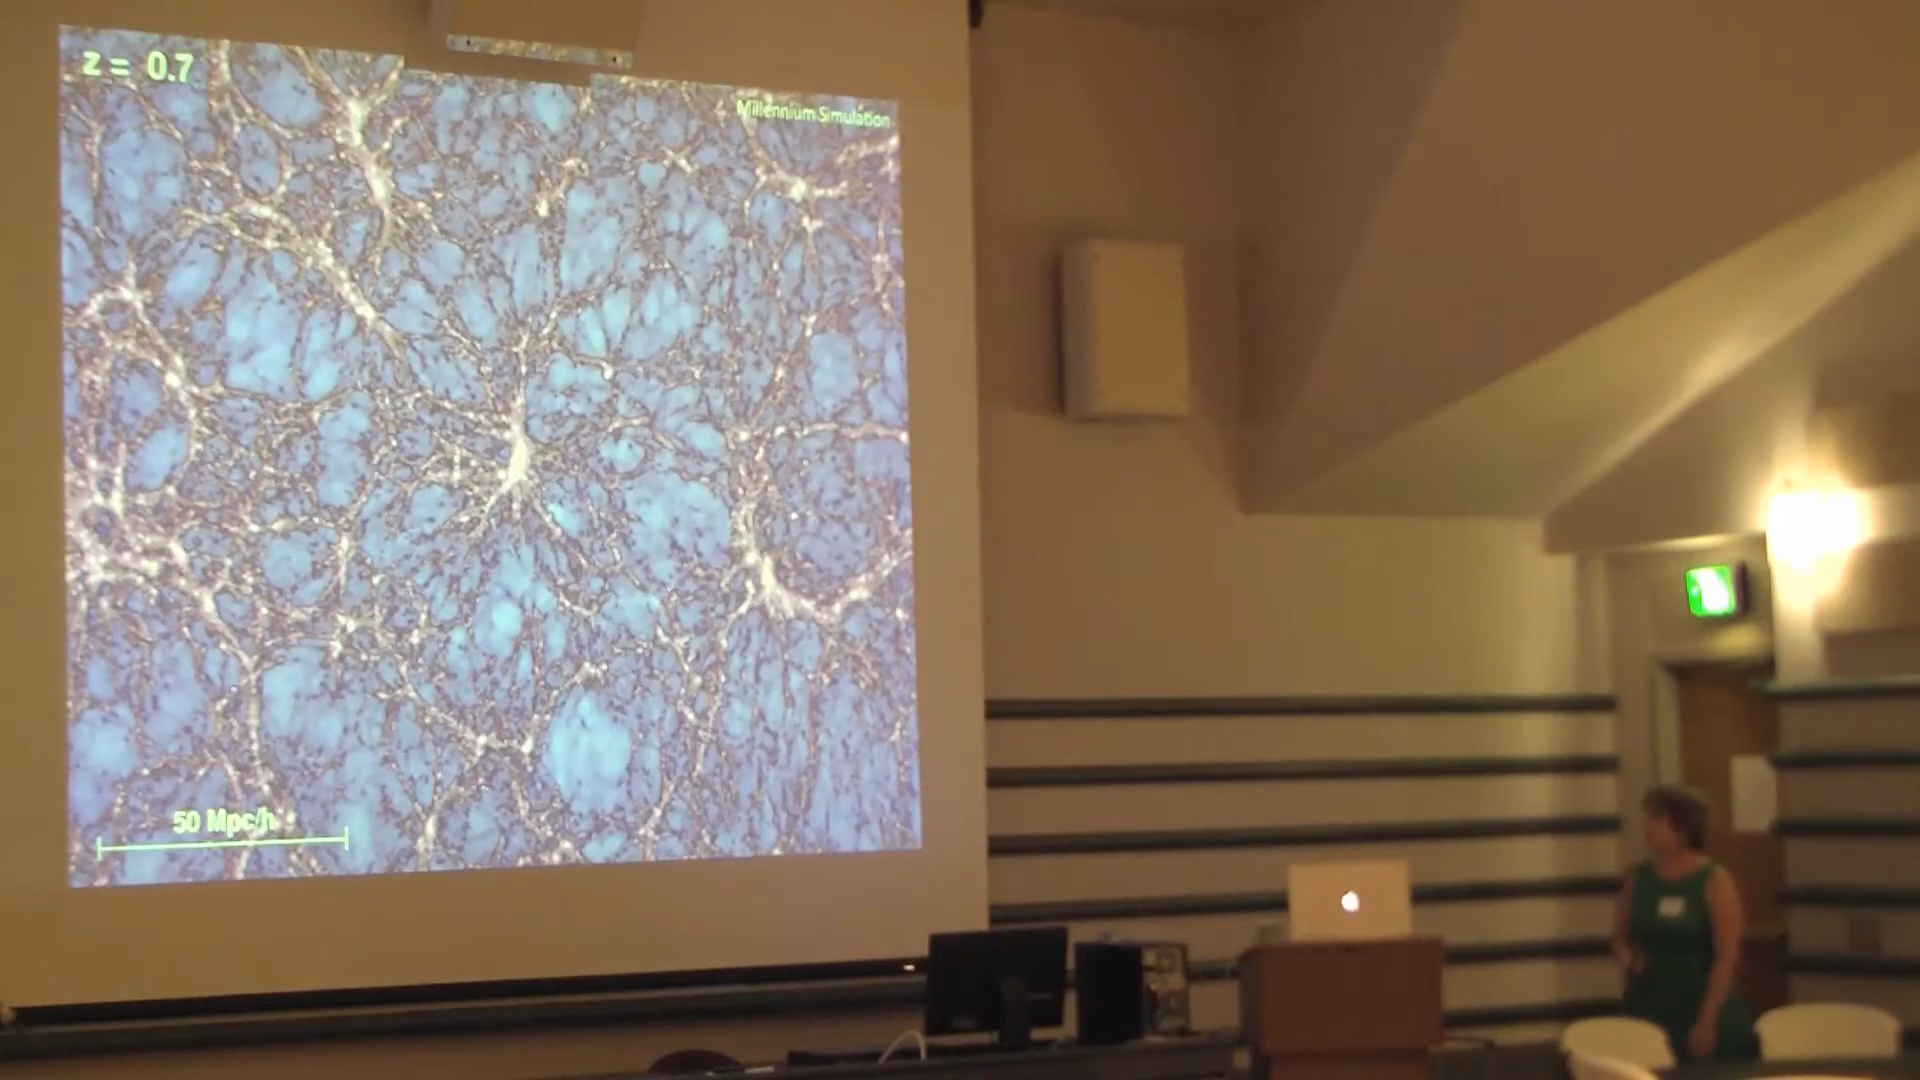 z = 0.7
Millennium Simulation
50 Mpc/h